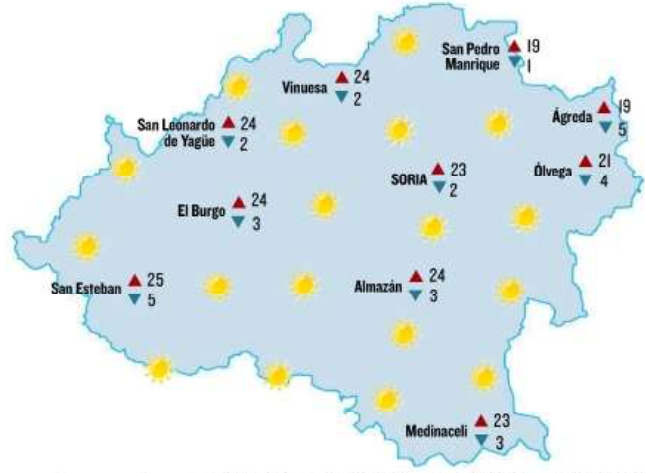 San Pedro
Manrique
▲ 19
▼ 1
Vinuesa
▲ 24
▼ 2
Ágreda
▲ 19
▼ 5
San Leonardo
de Yagüe
▲ 24
▼ 2
Ólvega
▲ 21
▼ 4
SORIA
▲ 23
▼ 2
El Burgo
▲ 24
▼ 3
San Esteban
▲ 25
▼ 5
Almazán
▲ 24
▼ 3
Medinaceli
▲ 23
▼ 3